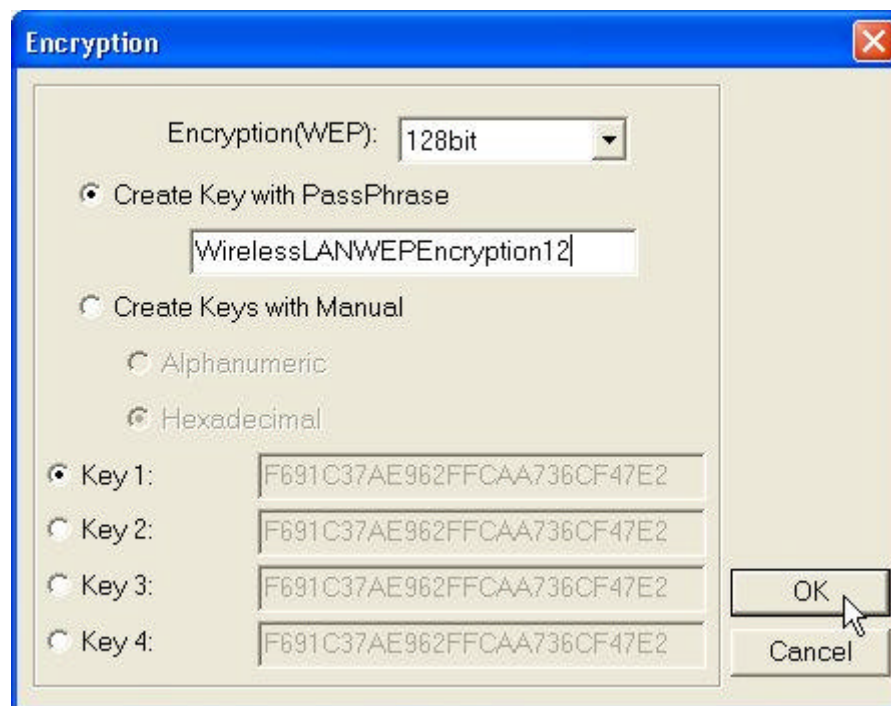 Encryption
Encryption(WEP): 128bit
Create Key with PassPhrase
WirelessLANWEPEncryption12
Create Keys with Manual
Alphanumeric
Hexadecimal
Key 1: F691C37AE962FFCAA736CF47E2
Key 2: F691C37AE962FFCAA736CF47E2
Key 3: F691C37AE962FFCAA736CF47E2
OK
Key 4: F691C37AE962FFCAA736CF47E2
Cancel